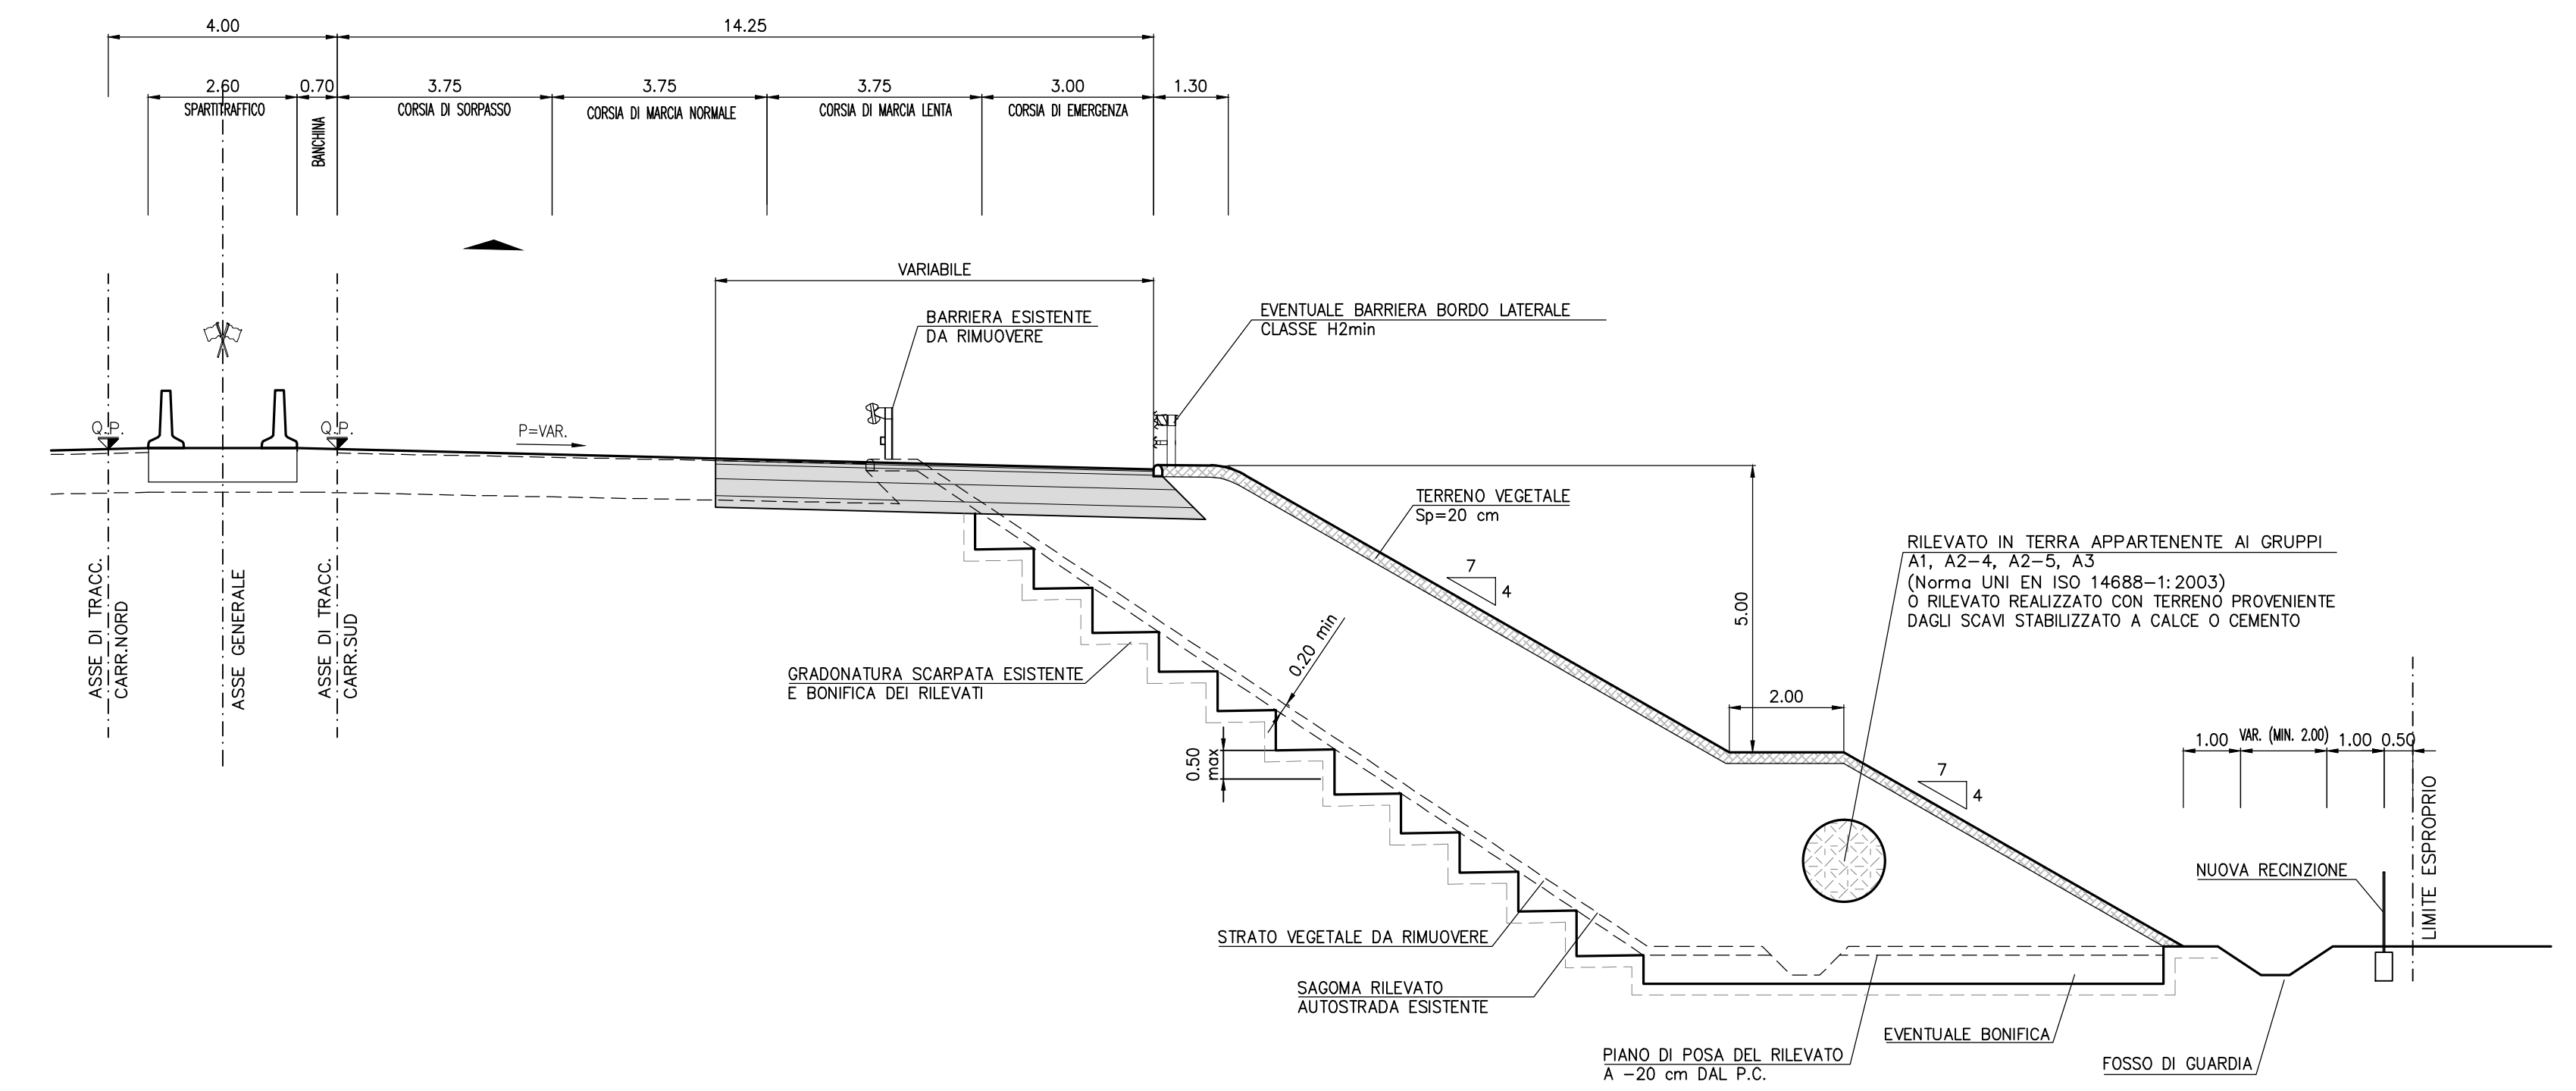 4.00
14.25
2.60
0.70
3.75
3.75
3.75
3.00
1.30
SPARTITRAFFICO
BANCHINA
CORSIA DI SORPASSO
CORSIA DI MARCIA NORMALE
CORSIA DI MARCIA LENTA
CORSIA DI EMERGENZA
VARIABILE
BARRIERA ESISTENTE
DA RIMUOVERE
EVENTUALE BARRIERA BORDO LATERALE
CLASSE H2min
Q.P.
Q.P.
P=VAR.
TERRENO VEGETALE
Sp=20 cm
7
4
5.00
RILEVATO IN TERRA APPARTENENTE AI GRUPPI
A1, A2-4, A2-5, A3
(Norma UNI EN ISO 14688-1:2003)
O RILEVATO REALIZZATO CON TERRENO PROVENIENTE
DAGLI SCAVI STABILIZZATO A CALCE O CEMENTO
ASSE DI TRACC.
CARR.NORD
ASSE GENERALE
ASSE DI TRACC.
CARR.SUD
GRADONATURA SCARPATA ESISTENTE
E BONIFICA DEI RILEVATI
0.20 min
0.50
max
2.00
7
4
1.00
VAR. (MIN. 2.00)
1.00
0.50
LIMITE ESPROPRIO
NUOVA RECINZIONE
STRATO VEGETALE DA RIMUOVERE
SAGOMA RILEVATO
AUTOSTRADA ESISTENTE
PIANO DI POSA DEL RILEVATO
A -20 cm DAL P.C.
EVENTUALE BONIFICA
FOSSO DI GUARDIA